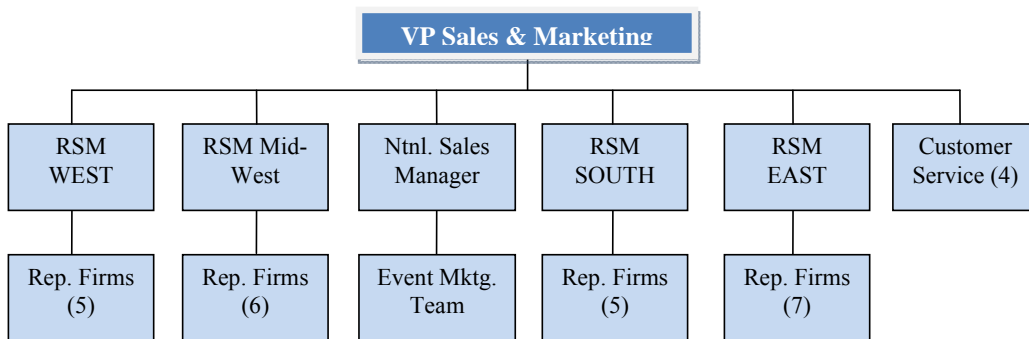 VP Sales & Marketing
RSM
WEST
RSM Mid-
West
Ntnl. Sales
Manager
RSM
SOUTH
RSM
EAST
Customer
Service (4)
Rep. Firms
(5)
Rep. Firms
(6)
Event Mktg.
Team
Rep. Firms
(5)
Rep. Firms
(7)